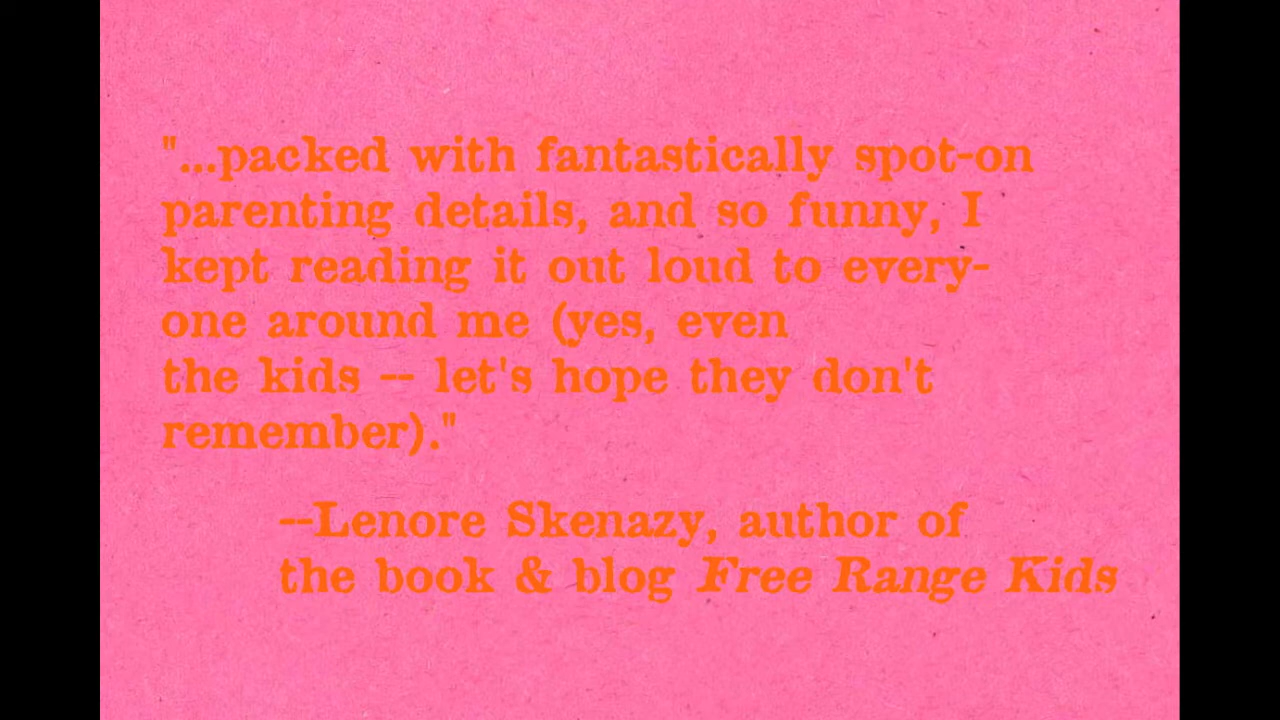 "...packed with fantastically spot-on
parenting details, and so funny, I
kept reading it out loud to every-
one around me (yes, even
the kids -- let's hope they don't
remember)."
--Lenore Skenazy, author of
the book & blog Free Range Kids